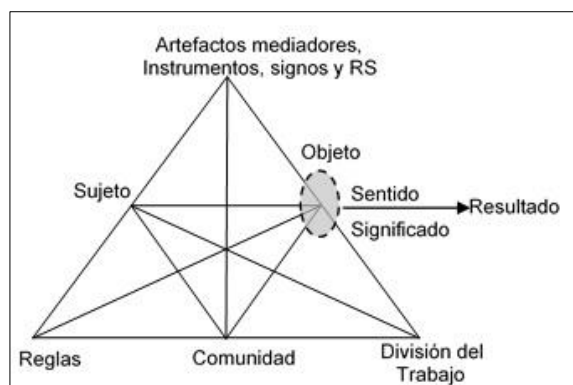 Artefactos mediadores,
Instrumentos, signos y RS
Objeto
Sujeto
Sentido
Resultado
Significado
Reglas
Comunidad
División del
Trabajo